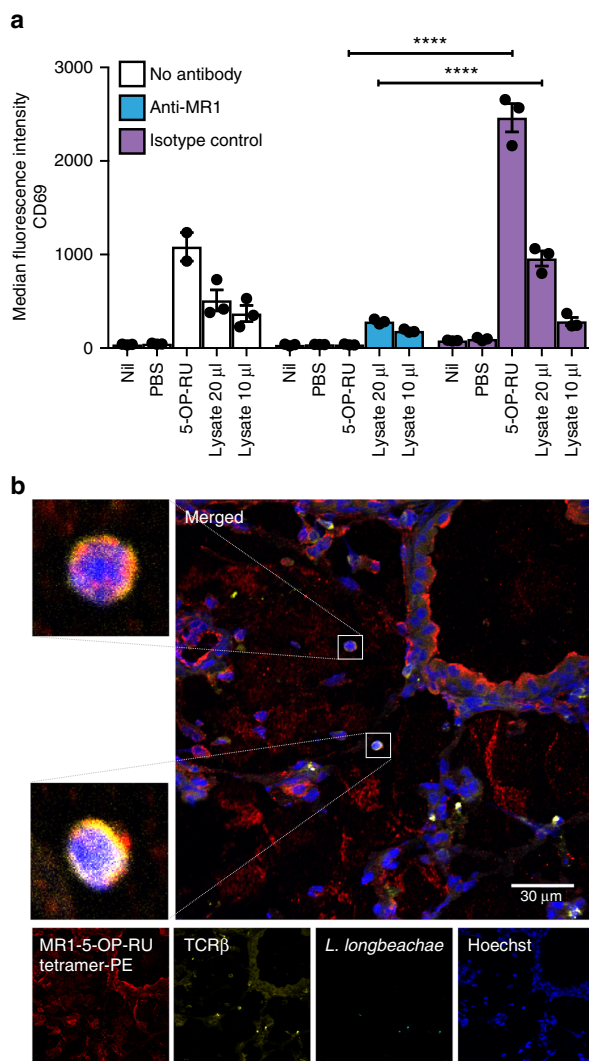 a
****
****
3000
2000
1000
0
Median fluorescence intensity
CD69
No antibody
Anti-MR1
Isotype control
Nil
PBS
5-OP-RU
Lysate 20 μl
Lysate 10 μl
Nil
PBS
5-OP-RU
Lysate 20 μl
Lysate 10 μl
Nil
PBS
5-OP-RU
Lysate 20 μl
Lysate 10 μl
b
Merged
30 μm
MR1-5-OP-RU
tetramer-PE
TCRβ
L. longbeachae
Hoechst